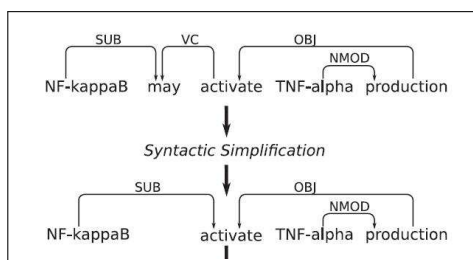 SUB VC OBJ
NMOD
NF-kappaB may activate TNF-alpha production
Syntactic Simplification
SUB OBJ
NMOD
NF-kappaB activate TNF-alpha production